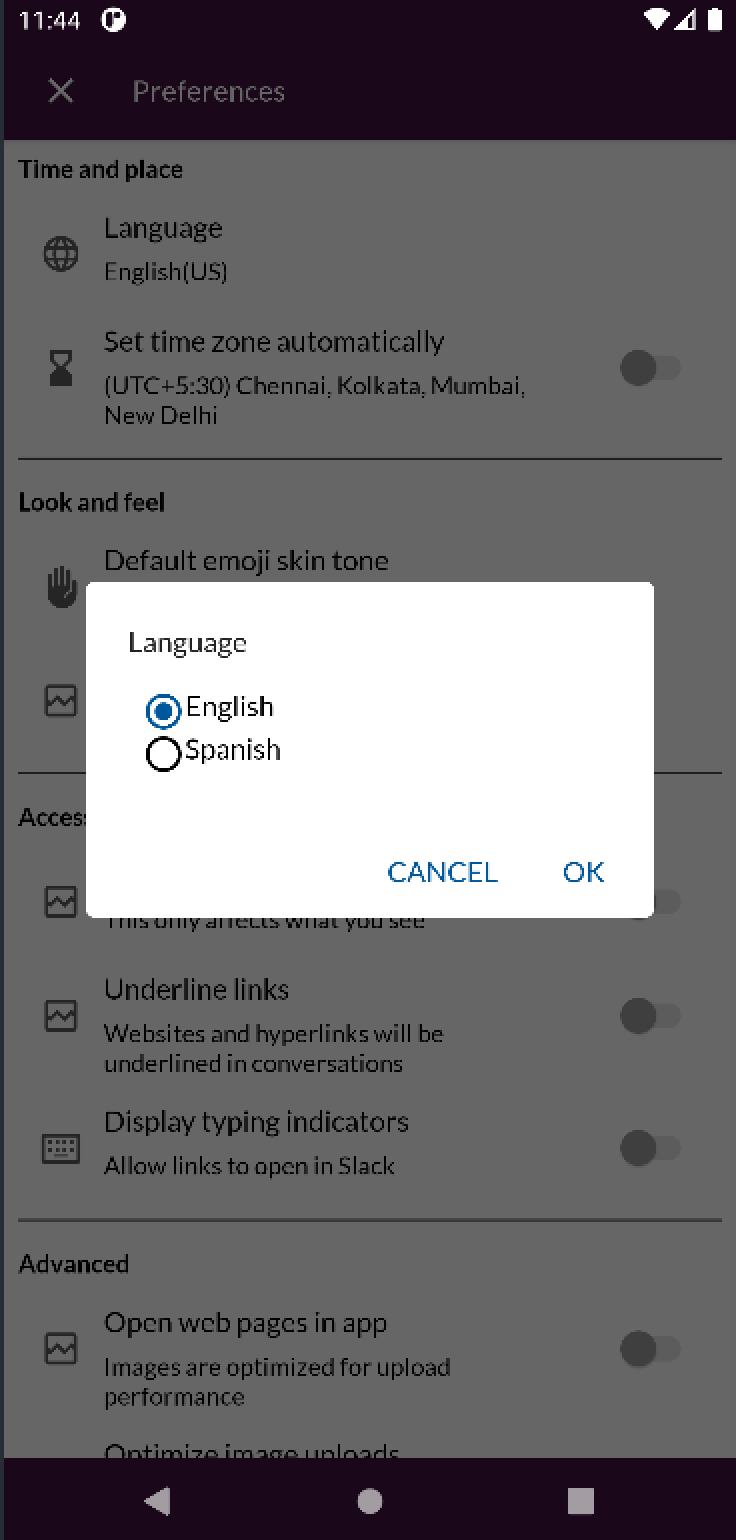 11:44
Preferences
Time and place
Language
English(US)
Set time zone automatically
(UTC+5:30) Chennai, Kolkata, Mumbai,
New Delhi
Look and feel
Default emoji skin tone
Language
English
Spanish
CANCEL
OK
This only affects what you see
Underline links
Websites and hyperlinks will be
underlined in conversations
Display typing indicators
Allow links to open in Slack
Advanced
Open web pages in app
Images are optimized for upload
performance
Optimize image uploads